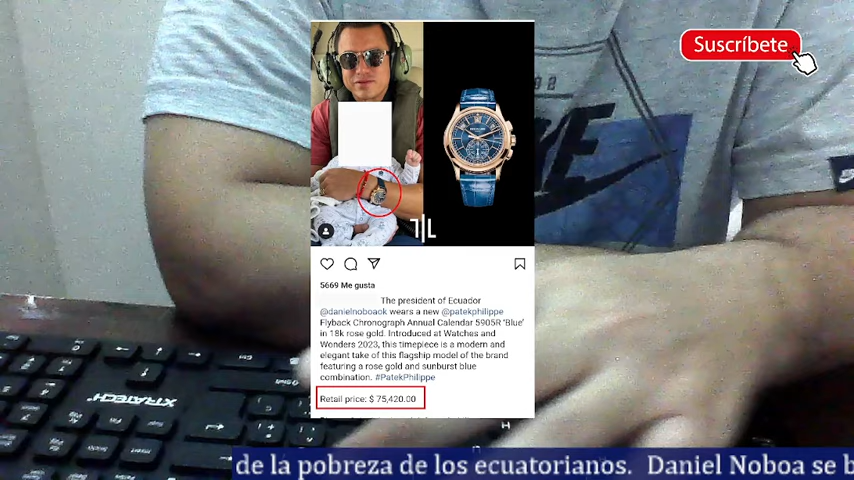 Suscríbete
7L
5669 Me gusta
The president of Ecuador
@danielnoboaok wears a new @patekphilippe
Flyback Chronograph Annual Calendar 5905R 'Blue'
in 18k rose gold. Introduced at Watches and
Wonders 2023, this timepiece is a modern and
elegant take of this flagship model of the brand
featuring a rose gold and sunburst blue
combination. #PatekPhilippe
Retail price: $ 75,420.00
XTRATECH
de la pobreza de los ecuatorianos. Daniel Noboa se b